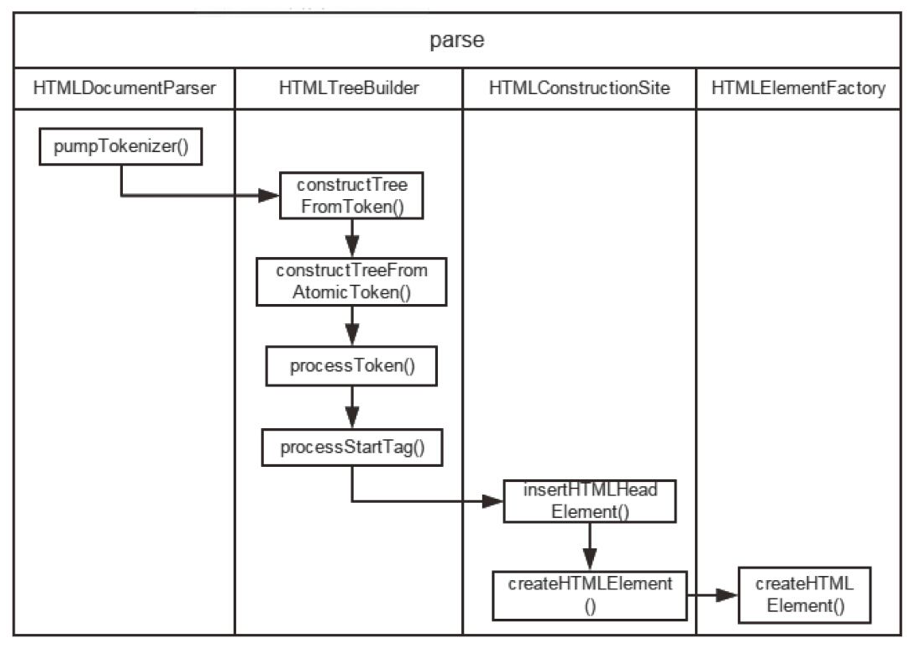 parse
HTMLDocumentParser
HTMLTreeBuilder
HTMLConstructionSite
HTMLElementFactory
pumpTokenizer()
constructTree
FromToken()
constructTreeFrom
AtomicToken()
processToken()
processStartTag()
insertHTMLHead
Element()
createHTMLElement
()
createHTML
Element()